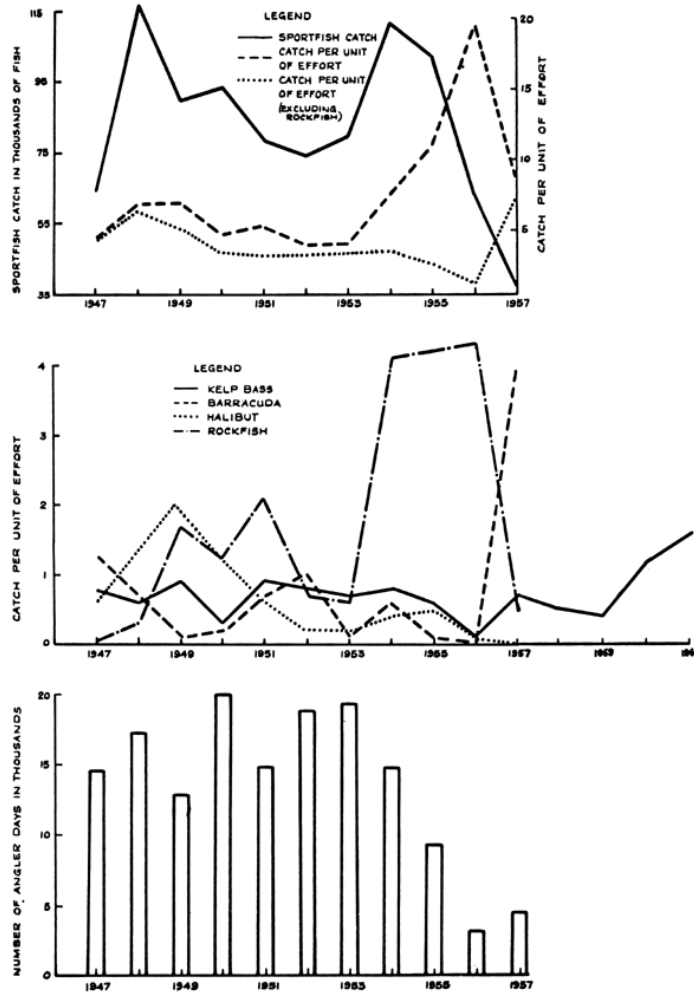 LEGEND
SPORTFISH CATCH
CATCH PER UNIT
OF EFFORT
CATCH PER UNIT
OF EFFORT
(EXCLUDING
ROCKFISH)
SPORTFISH CATCH IN THOUSANDS OF FISH
115
95
75
55
35
CATCH PER UNIT OF EFFORT
20
15
10
5
1947 1949 1951 1953 1955 1957
LEGEND
KELP BASS
BARRACUDA
HALIBUT
ROCKFISH
CATCH PER UNIT OF EFFORT
4
3
2
1
0
1947 1949 1951 1953 1955 1957
NUMBER OF ANGLER DAYS IN THOUSANDS
20
15
10
5
0
1947 1949 1951 1953 1955 1957